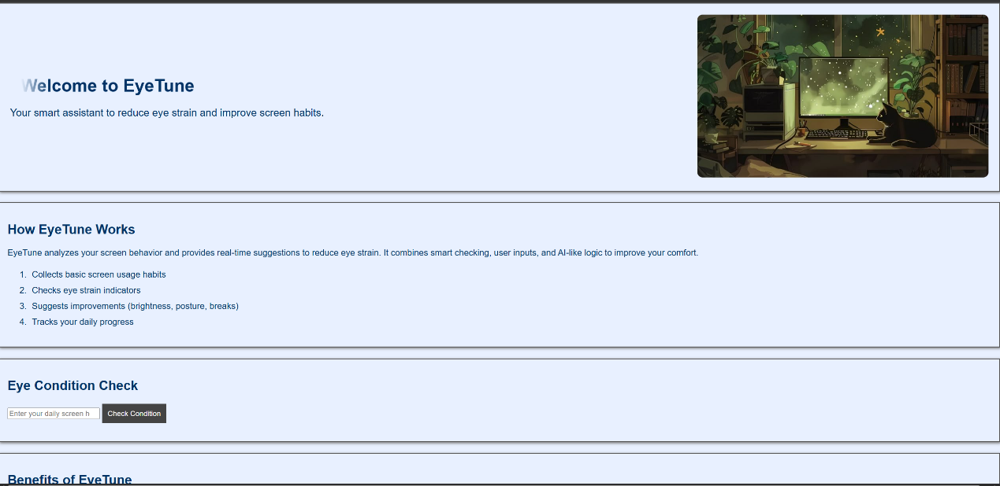 Welcome to EyeTune
Your smart assistant to reduce eye strain and improve screen habits.
How EyeTune Works
EyeTune analyzes your screen behavior and provides real-time suggestions to reduce eye strain. It combines smart checking, user inputs, and AI-like logic to improve your comfort.
1. Collects basic screen usage habits
2. Checks eye strain indicators
3. Suggests improvements (brightness, posture, breaks)
4. Tracks your daily progress
Eye Condition Check
Enter your daily screen h Check Condition
Benefits of EyeTune